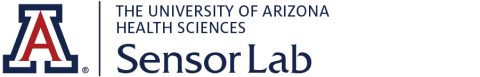 A®
THE UNIVERSITY OF ARIZONA
HEALTH SCIENCES
Sensor Lab